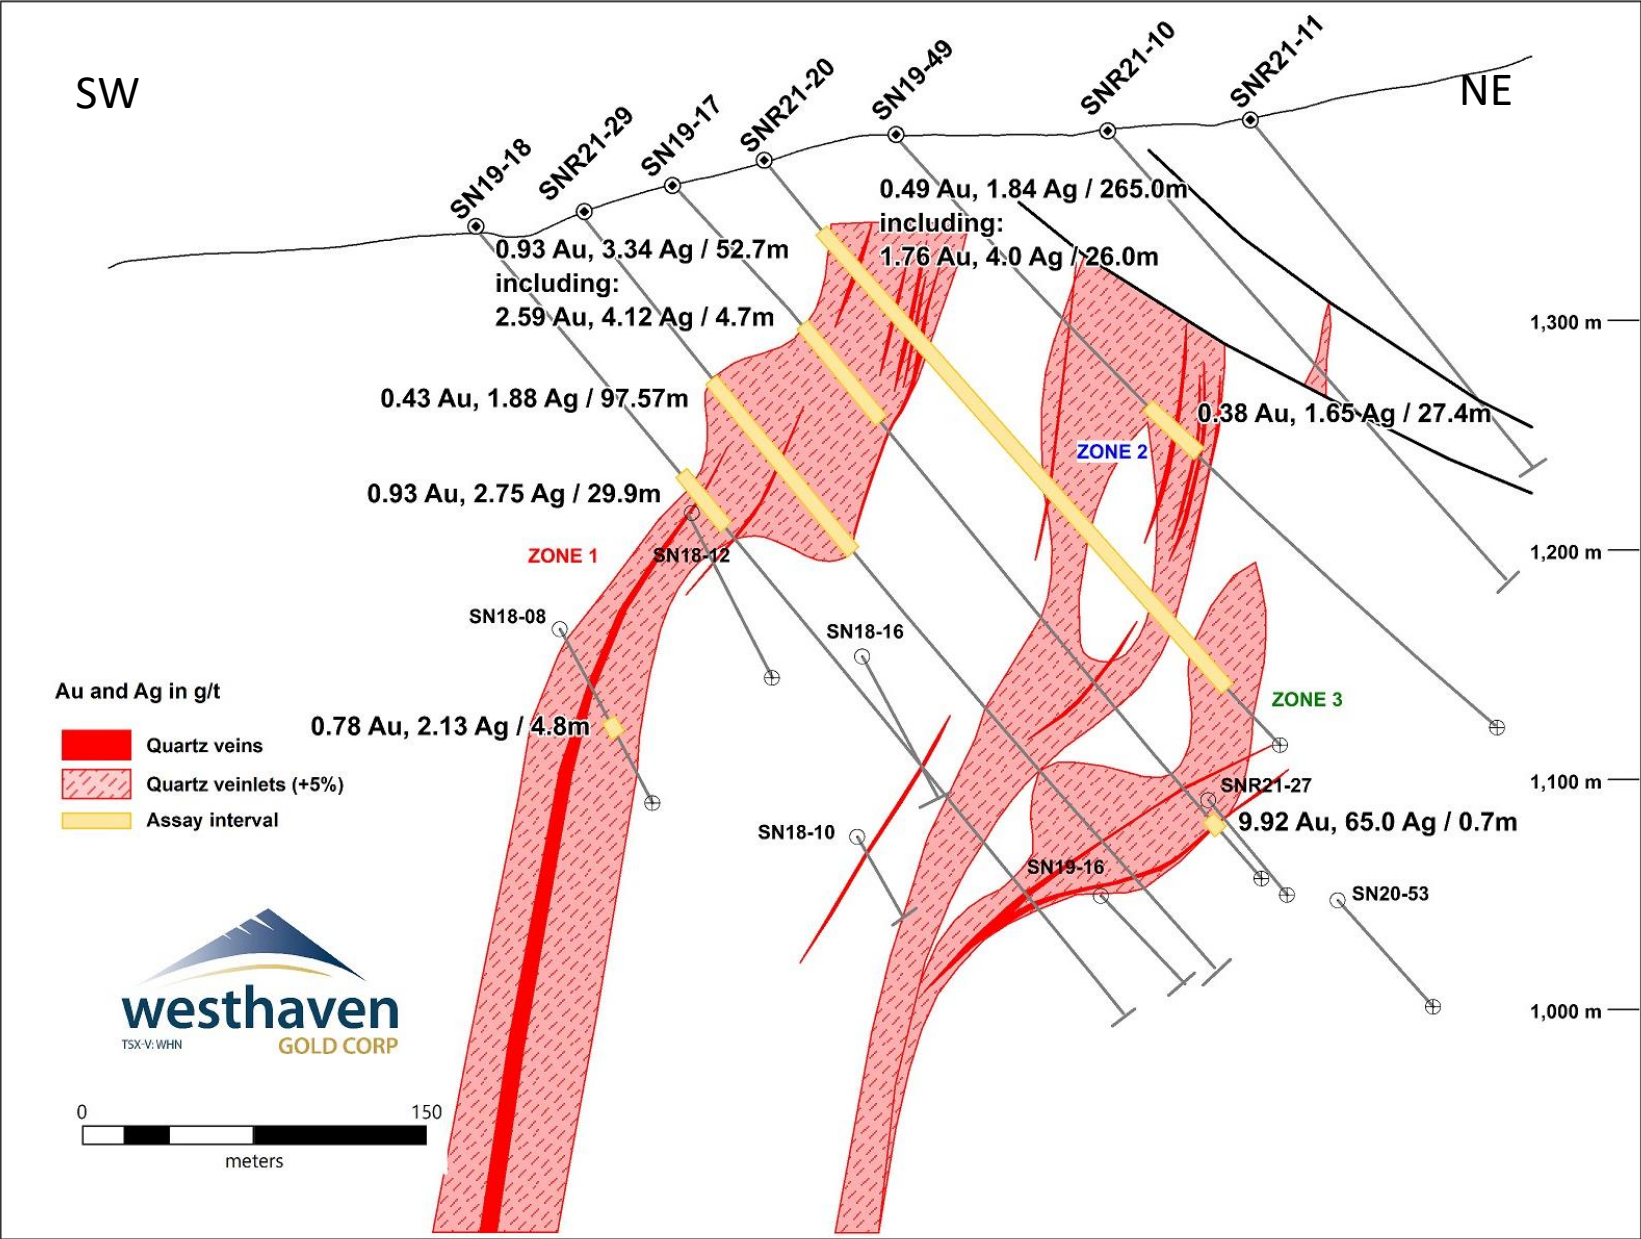 SW
NE
SN19-18
SNR21-29
SN19-17
SNR21-20
SN19-49
SNR21-10
SNR21-11
0.49 Au, 1.84 Ag / 265.0m
including:
1.76 Au, 4.0 Ag / 26.0m
0.93 Au, 3.34 Ag / 52.7m
including:
2.59 Au, 4.12 Ag / 4.7m
1,300 m
0.43 Au, 1.88 Ag / 97.57m
0.38 Au, 1.65 Ag / 27.4m
ZONE 2
0.93 Au, 2.75 Ag / 29.9m
ZONE 1
SN18-12
1,200 m
SN18-08
SN18-16
ZONE 3
0.78 Au, 2.13 Ag / 4.8m
1,100 m
SNR21-27
9.92 Au, 65.0 Ag / 0.7m
SN18-10
SN19-16
SN20-53
1,000 m
Au and Ag in g/t
Quartz veins
Quartz veinlets (+5%)
Assay interval
westhaven
TSX-V: WHN
GOLD CORP
0 150
meters